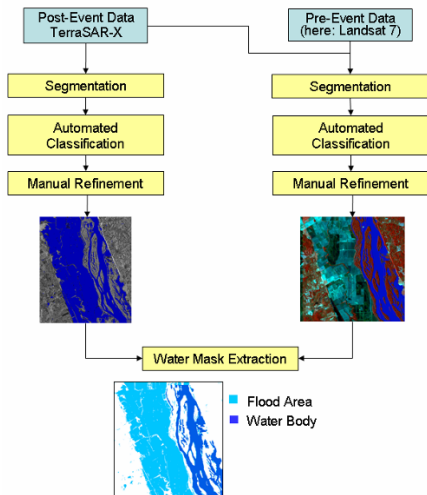 Post-Event Data
TerraSAR-X
Pre-Event Data
(here: Landsat 7)
Segmentation
Segmentation
Automated
Classification
Automated
Classification
Manual Refinement
Manual Refinement
Water Mask Extraction
Flood Area
Water Body